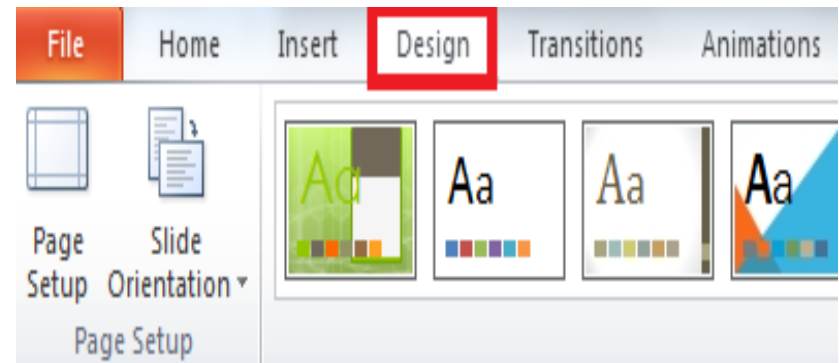 File Home Insert Design Transitions Animations
Aa Aa Aa Aa
Page Slide
Setup Orientation
Page Setup